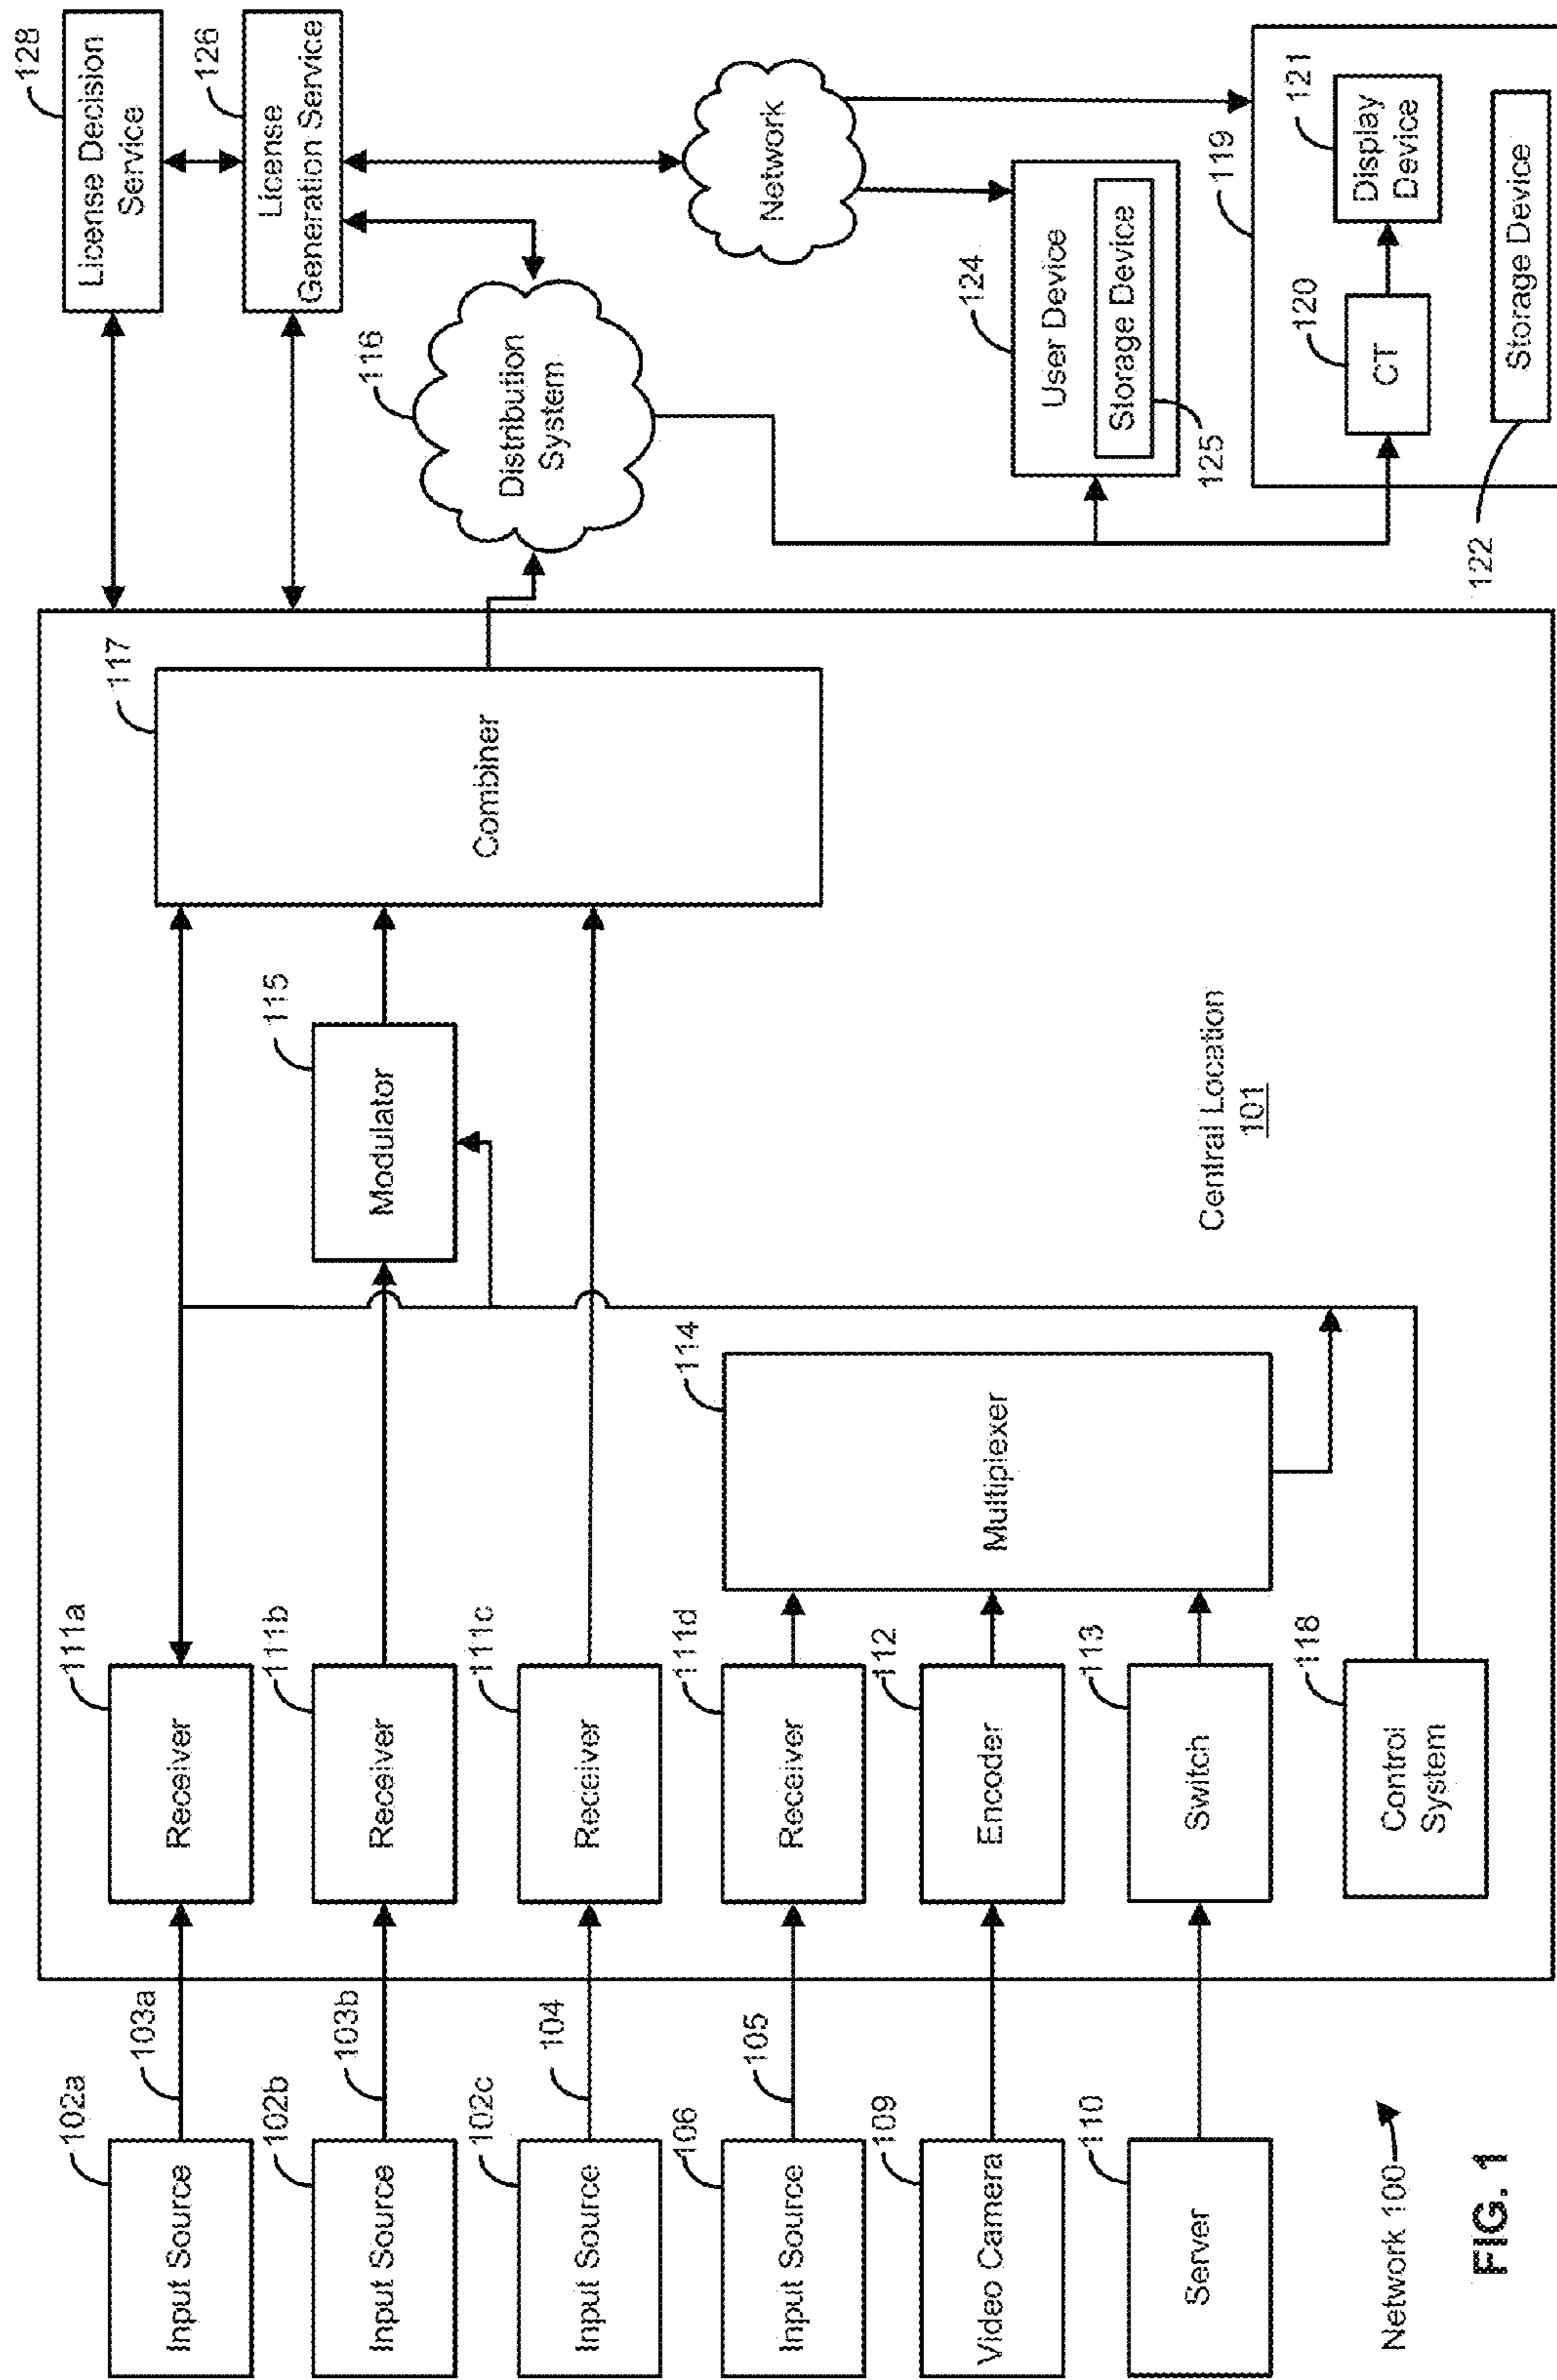 102a
Input Source
103a
111a
Receiver
102b
Input Source
103b
111b
Receiver
115
Modulator
102c
Input Source
104
111c
Receiver
106
Input Source
105
111d
Receiver
109
Video Camera
112
Encoder
110
Server
113
Switch
114
Multiplexer
118
Control
System
117
Combiner
Central Location
101
128
License Decision
Service
126
License
Generation Service
116
Distribution
System
Network
124
User Device
Storage Device
125
119
120
CT
121
Display
Device
122
Storage Device
Network 100
FIG. 1